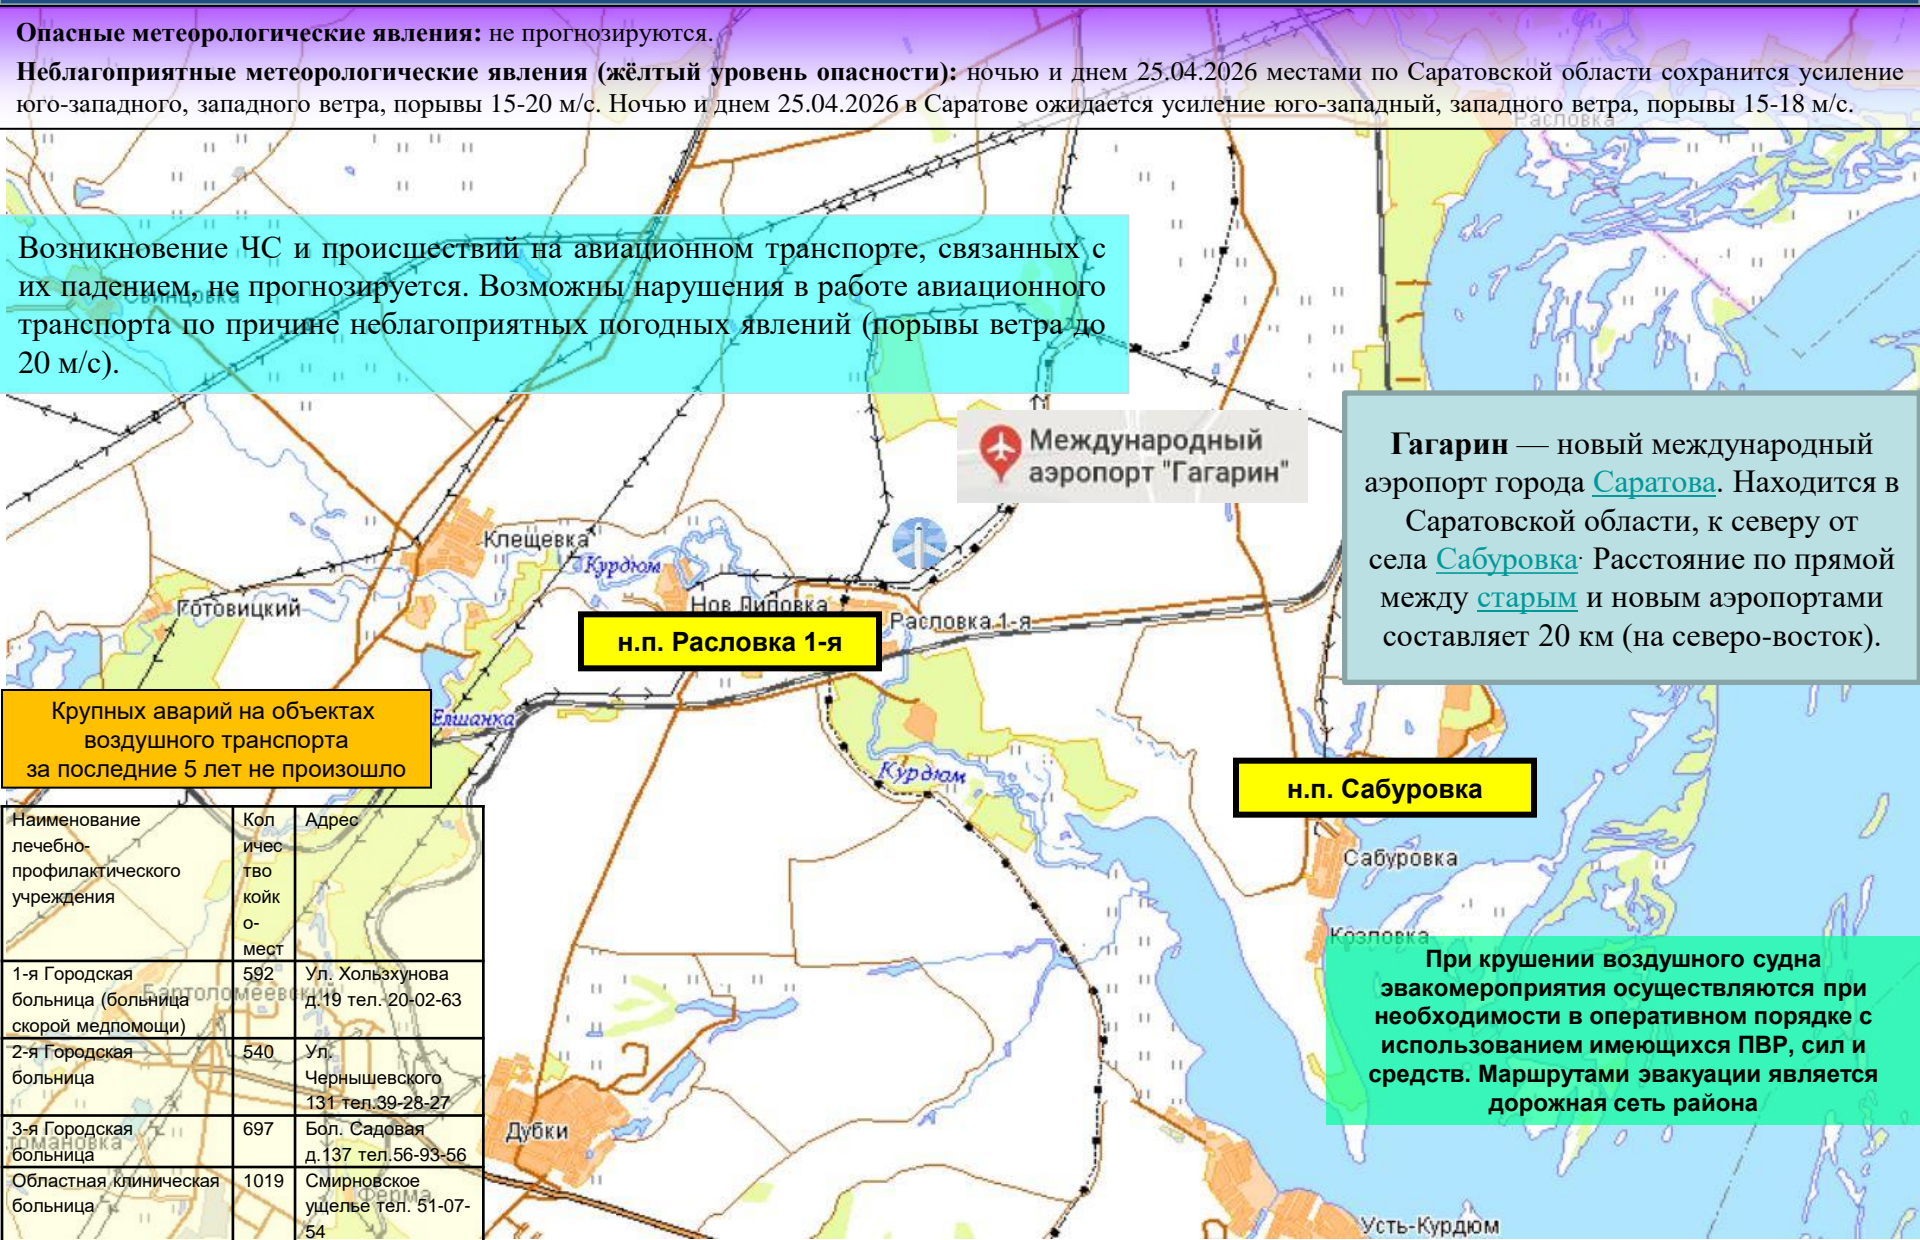 Опасные метеорологические явления: не прогнозируются.
Неблагоприятные метеорологические явления (жёлтый уровень опасности): ночью и днем 25.04.2026 местами по Саратовской области сохранится усиление
юго-западного, западного ветра, порывы 15-20 м/с. Ночью и днем 25.04.2026 в Саратове ожидается усиление юго-западный, западного ветра, порывы 15-18 м/с.
Расловка
Возникновение ЧС и происшествий на авиационном транспорте, связанных с
их падением, не прогнозируется. Возможны нарушения в работе авиационного
транспорта по причине неблагоприятных погодных явлений (порывы ветра до
20 м/с).
Свинцовка
Международный
аэропорт "Гагарин"
Гагарин — новый международный
аэропорт города Саратова. Находится в
Саратовской области, к северу от
села Сабуровка. Расстояние по прямой
между старым и новым аэропортами
составляет 20 км (на северо-восток).
Клещевка
Курдюм
Готовицкий
Нов.Липовка
Расловка 1-я
н.п. Расловка 1-я
Елшанка
Крупных аварий на объектах
воздушного транспорта
за последние 5 лет не произошло
Курдюм
н.п. Сабуровка
Сабуровка
Козловка
При крушении воздушного судна
эвакомероприятия осуществляются при
необходимости в оперативном порядке с
использованием имеющихся ПВР, сил и
средств. Маршрутами эвакуации является
дорожная сеть района
Наименование
лечебно-
профилактического
учреждения
Кол
ичес
тво
койк
о-
мест
Адрес
1-я Городская
больница (больница
скорой медпомощи)
592
Ул. Хользхунова
д.19 тел. 20-02-63
Бартоломеевский
2-я Городская
больница
540
Ул.
Чернышевского
131 тел.39-28-27
3-я Городская
больница
697
Бол. Садовая
д.137 тел.56-93-56
томановка
Областная клиническая
больница
1019
Смирновское
ущелье тел. 51-07-
54
Ферма
Дубки
Усть-Курдюм